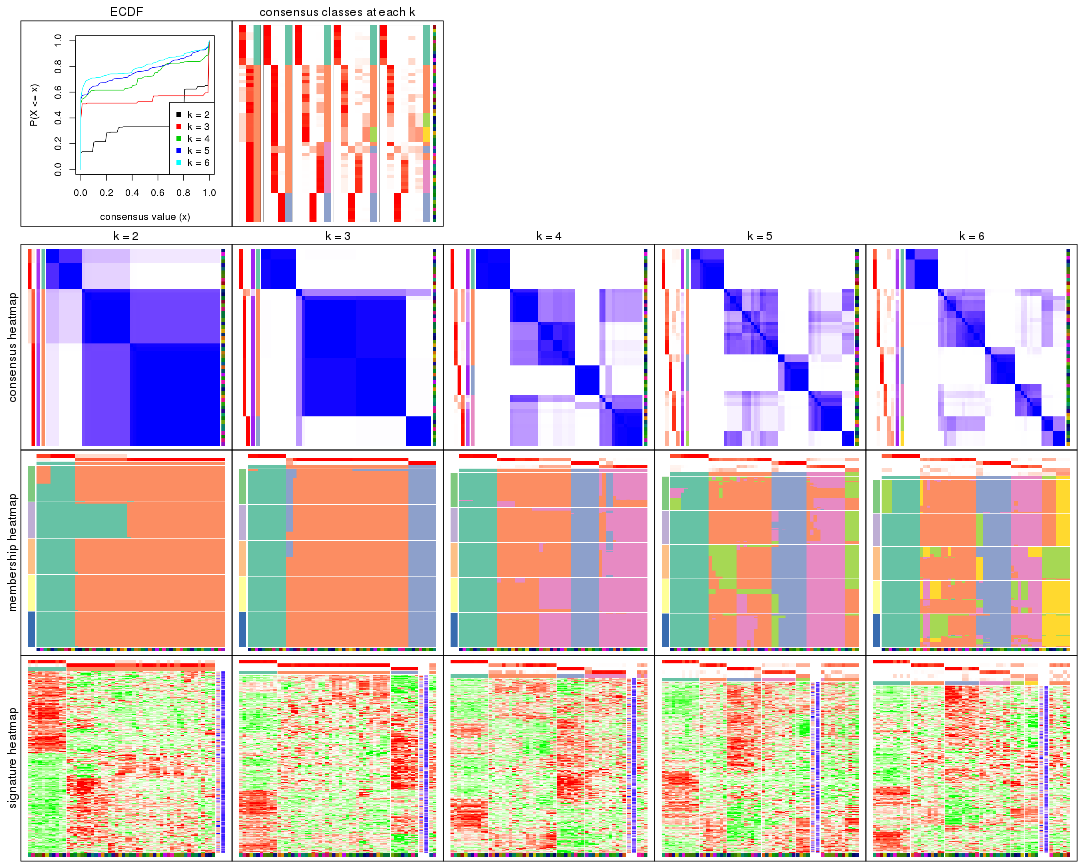 ECDF
consensus classes at each k
P(X <= x)
0.0 0.2 0.4 0.6 0.8 1.0
k = 2
k = 3
k = 4
k = 5
k = 6
0.0 0.2 0.4 0.6 0.8 1.0
consensus value (x)
k = 2
k = 3
k = 4
k = 5
k = 6
consensus heatmap
membership heatmap
signature heatmap